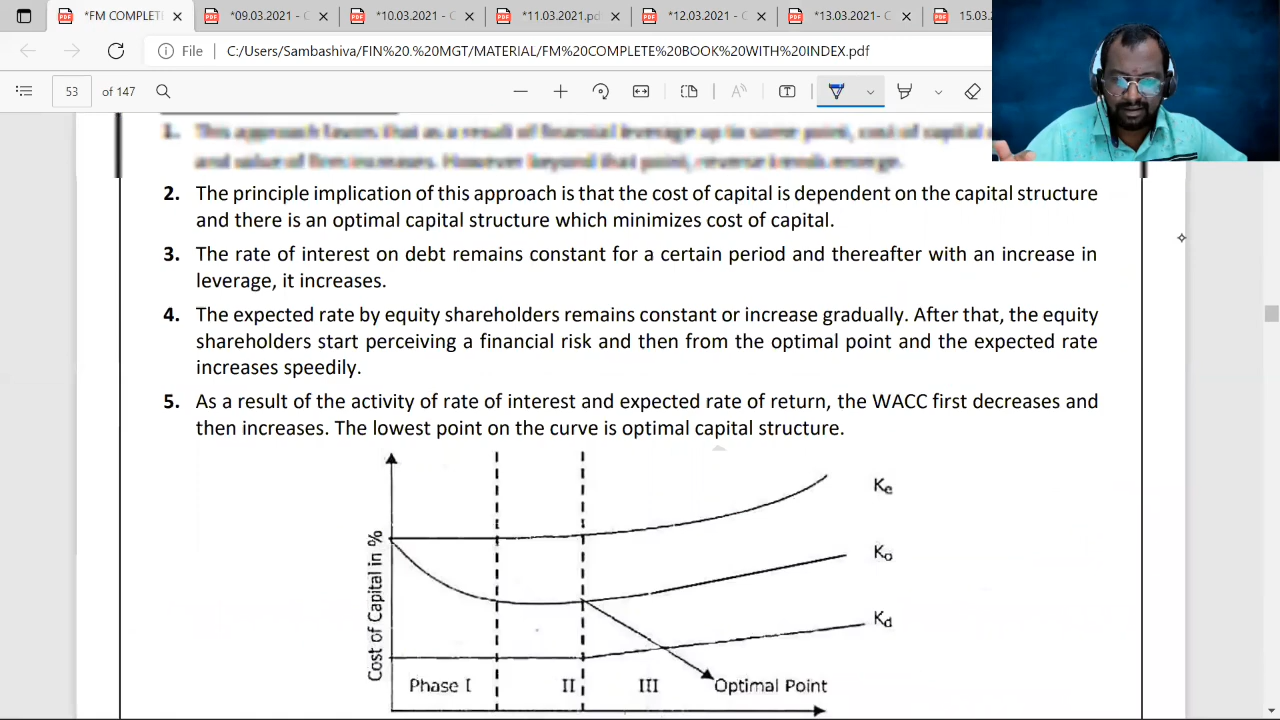 *FM COMPLET
*09.03.2021 - C
*10.03.2021 - C
*11.03.2021.pd
*12.03.2021 - C
*13.03.2021- C
15.03.2
File
C:/Users/Sambashiva/FIN%20.%20MGT/MATERIAL/FM%20COMPLETE%20BOOK%20WITH%20INDEX.pdf
53 of 147
2. The principle implication of this approach is that the cost of capital is dependent on the capital structure
and there is an optimal capital structure which minimizes cost of capital.
3. The rate of interest on debt remains constant for a certain period and thereafter with an increase in
leverage, it increases.
4. The expected rate by equity shareholders remains constant or increase gradually. After that, the equity
shareholders start perceiving a financial risk and then from the optimal point and the expected rate
increases speedily.
5. As a result of the activity of rate of interest and expected rate of return, the WACC first decreases and
then increases. The lowest point on the curve is optimal capital structure.
Ke
Ko
Kd
Cost of Capital in %
Phase I II III Optimal Point